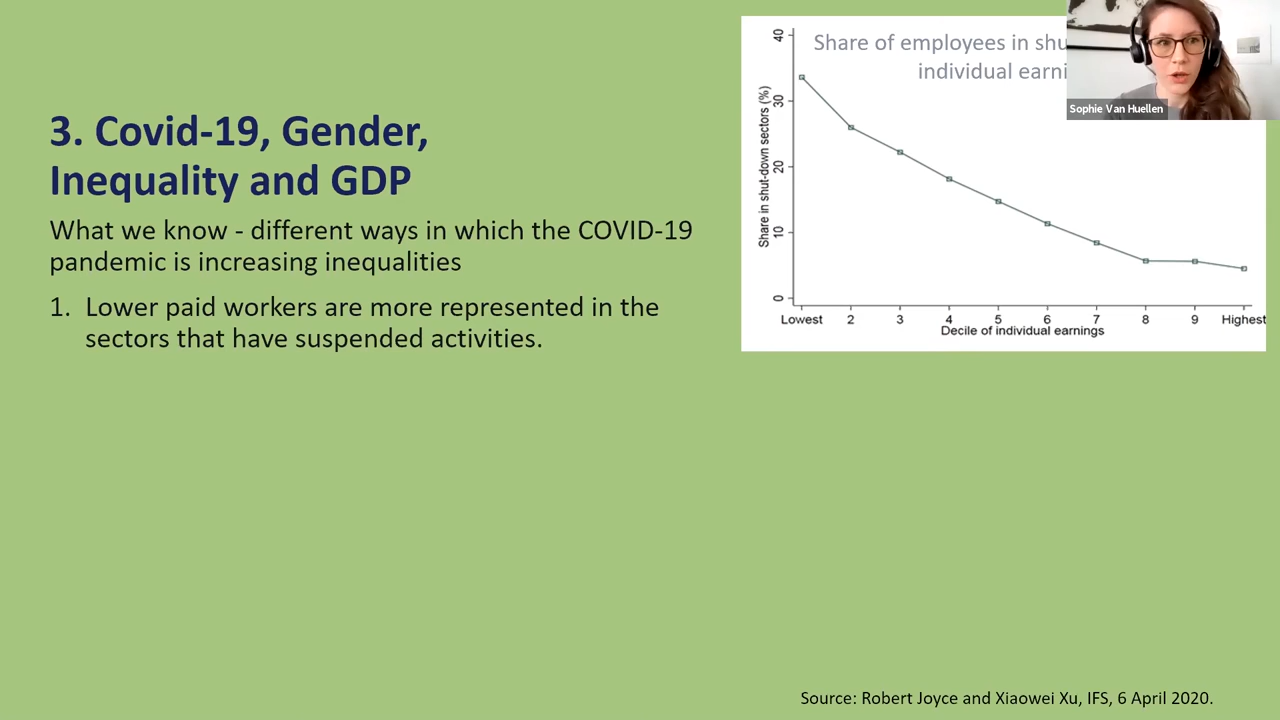 3. Covid-19, Gender,
Inequality and GDP
What we know - different ways in which the COVID-19
pandemic is increasing inequalities
1. Lower paid workers are more represented in the
sectors that have suspended activities.
Share of employees in
individual
Share in shut-down sectors (%)
40
30
20
10
0
Lowest 2 3 4 5 6 7 8 9 Highest
Decile of individual earnings
Sophie Van Huellen
Source: Robert Joyce and Xiaowei Xu, IFS, 6 April 2020.